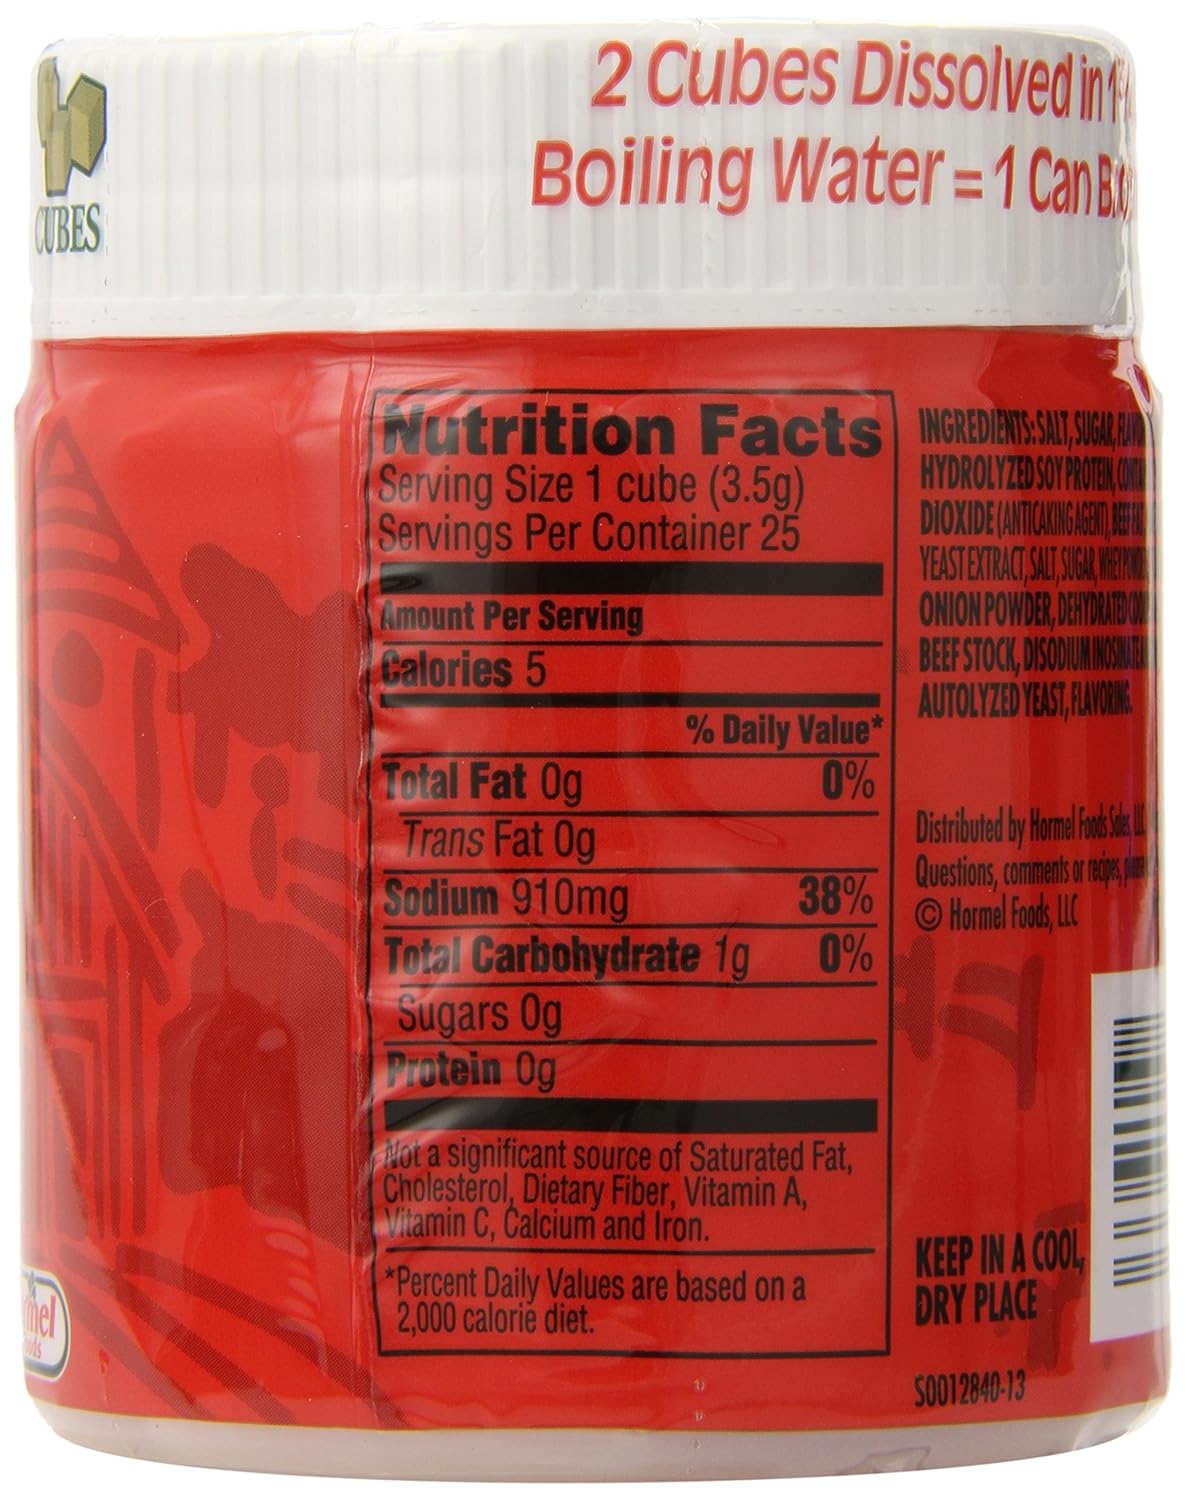 CUBES
2 Cubes Dissolved in
Boiling Water = 1 Can
Nutrition Facts
Serving Size 1 cube (3.5g)
Servings Per Container 25
Amount Per Serving
Calories 5
% Daily Value*
Total Fat 0g 0%
Trans Fat 0g
Sodium 910mg 38%
Total Carbohydrate 1g 0%
Sugars 0g
Protein 0g
Not a significant source of Saturated Fat,
Cholesterol, Dietary Fiber, Vitamin A,
Vitamin C, Calcium and Iron.
*Percent Daily Values are based on a
2,000 calorie diet.
INGREDIENTS: SALT, SUGAR,
HYDROLYZED SOY PROTEIN,
DIOXIDE (ANTICAKING AGENT), BEEF
YEAST EXTRACT, SALT, SUGAR, WHEY
ONION POWDER, DEHYDRATED
BEEF STOCK, DISODIUM INOSINATE
AUTOLYZED YEAST, FLAVORING.
Distributed by Hormel Foods Sales, LLC
Questions, comments or recipes,
© Hormel Foods, LLC
KEEP IN A COOL,
DRY PLACE
S0012840-13